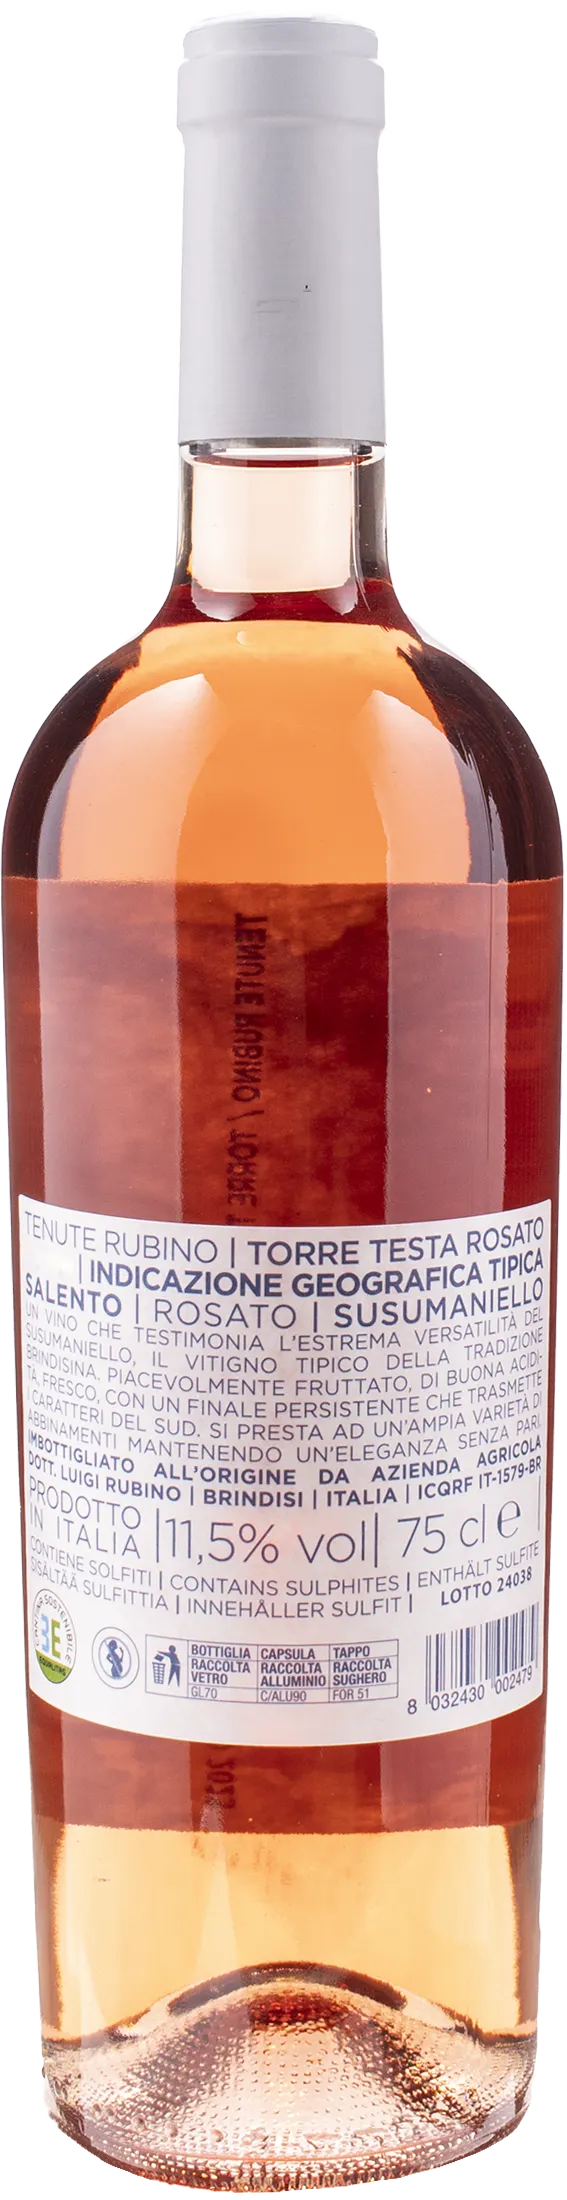 TENUTE RUBINO / TORRE
TENUTE RUBINO | TORRE TESTA ROSATO
| INDICAZIONE GEOGRAFICA TIPICA
SALENTO | ROSATO | SUSUMANIELLO
UN VINO CHE TESTIMONIA L'ESTREMA VERSATILITÀ DEL
SUSUMANIELLO, IL VITIGNO TIPICO DELLA TRADIZIONE
BRINDISINA. PIACEVOLMENTE FRUTTATO, DI BUONA ACIDI-
TÀ, FRESCO, CON UN FINALE PERSISTENTE CHE TRASMETTE
I CARATTERI DEL SUD. SI PRESTA AD UN'AMPIA VARIETÀ DI
ABBINAMENTI MANTENENDO UN'ELEGANZA SENZA PARI.
IMBOTTIGLIATO ALL'ORIGINE DA AZIENDA AGRICOLA
DOTT. LUIGI RUBINO | BRINDISI | ITALIA | ICQRF IT-1579-BR
PRODOTTO
IN ITALIA | 11,5% vol | 75 cl e |
CONTIENE SOLFITI | CONTAINS SULPHITES | ENTHÄLT SULFITE
SISÄLTÄÄ SULFITTIA | INNEHÅLLER SULFIT |
LOTTO 24038
CANTINA SOSTENIBILE
3E
EQUALITAS
BOTTIGLIA CAPSULA TAPPO
RACCOLTA RACCOLTA RACCOLTA
VETRO ALLUMINIO SUGHERO
GL70 C/ALU90 FOR 51
8 032430 002479
2023